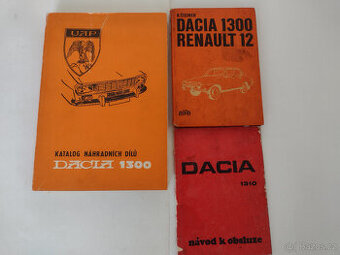 UAP
KATALOG NÁHRADNÍCH DÍLŮ
DACIA 1300
DACIA 1300
RENAULT 12
DACIA
1310
návod k obsluze